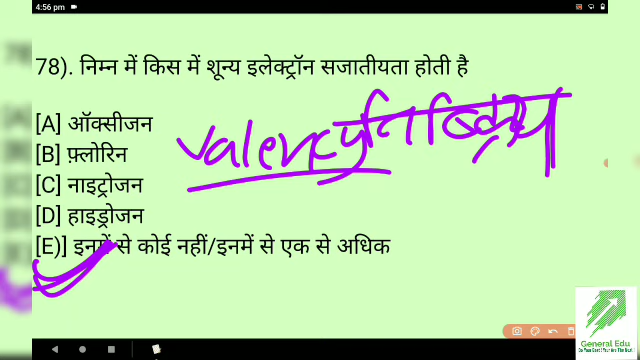 4:56 pm
78). निम्न में किस में शून्य इलेक्ट्रॉन सजातीयता होती है
[A] ऑक्सीजन
[B] फ़्लोरिन
[C] नाइट्रोजन
[D] हाइड्रोजन
[E)] इनमें से कोई नहीं/इनमें से एक से अधिक
General Edu